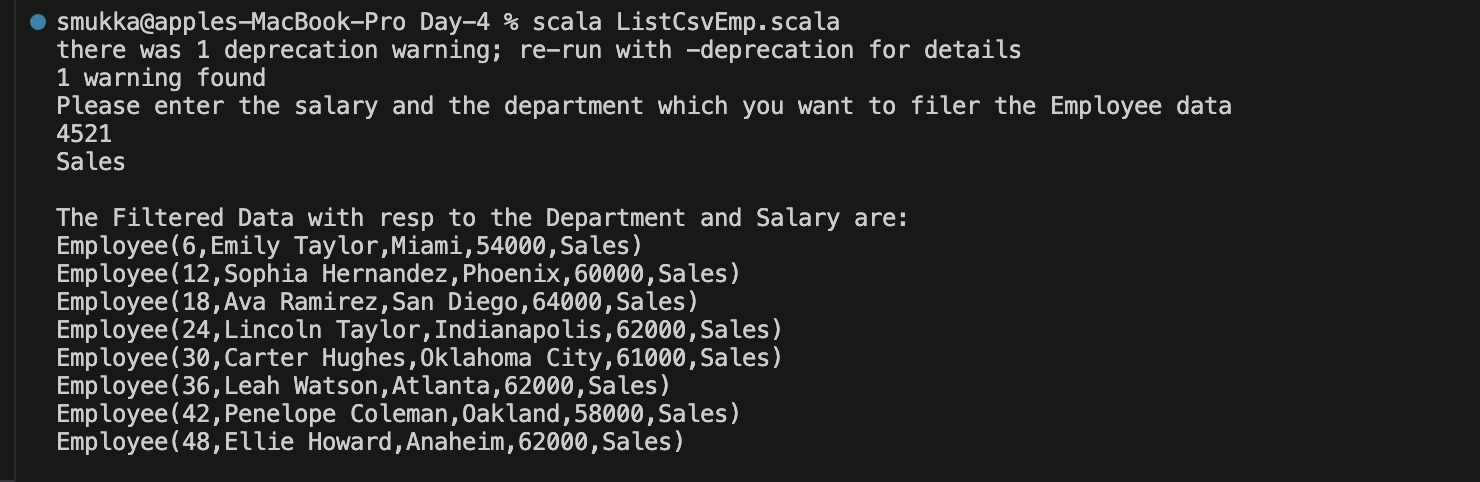 smukka@apples-MacBook-Pro Day-4 % scala ListCsvEmp.scala
there was 1 deprecation warning; re-run with -deprecation for details
1 warning found
Please enter the salary and the department which you want to filer the Employee data
4521
Sales
The Filtered Data with resp to the Department and Salary are:
Employee(6,Emily Taylor,Miami,54000,Sales)
Employee(12,Sophia Hernandez,Phoenix,60000,Sales)
Employee(18,Ava Ramirez,San Diego,64000,Sales)
Employee(24,Lincoln Taylor,Indianapolis,62000,Sales)
Employee(30,Carter Hughes,Oklahoma City,61000,Sales)
Employee(36,Leah Watson,Atlanta,62000,Sales)
Employee(42,Penelope Coleman,Oakland,58000,Sales)
Employee(48,Ellie Howard,Anaheim,62000,Sales)